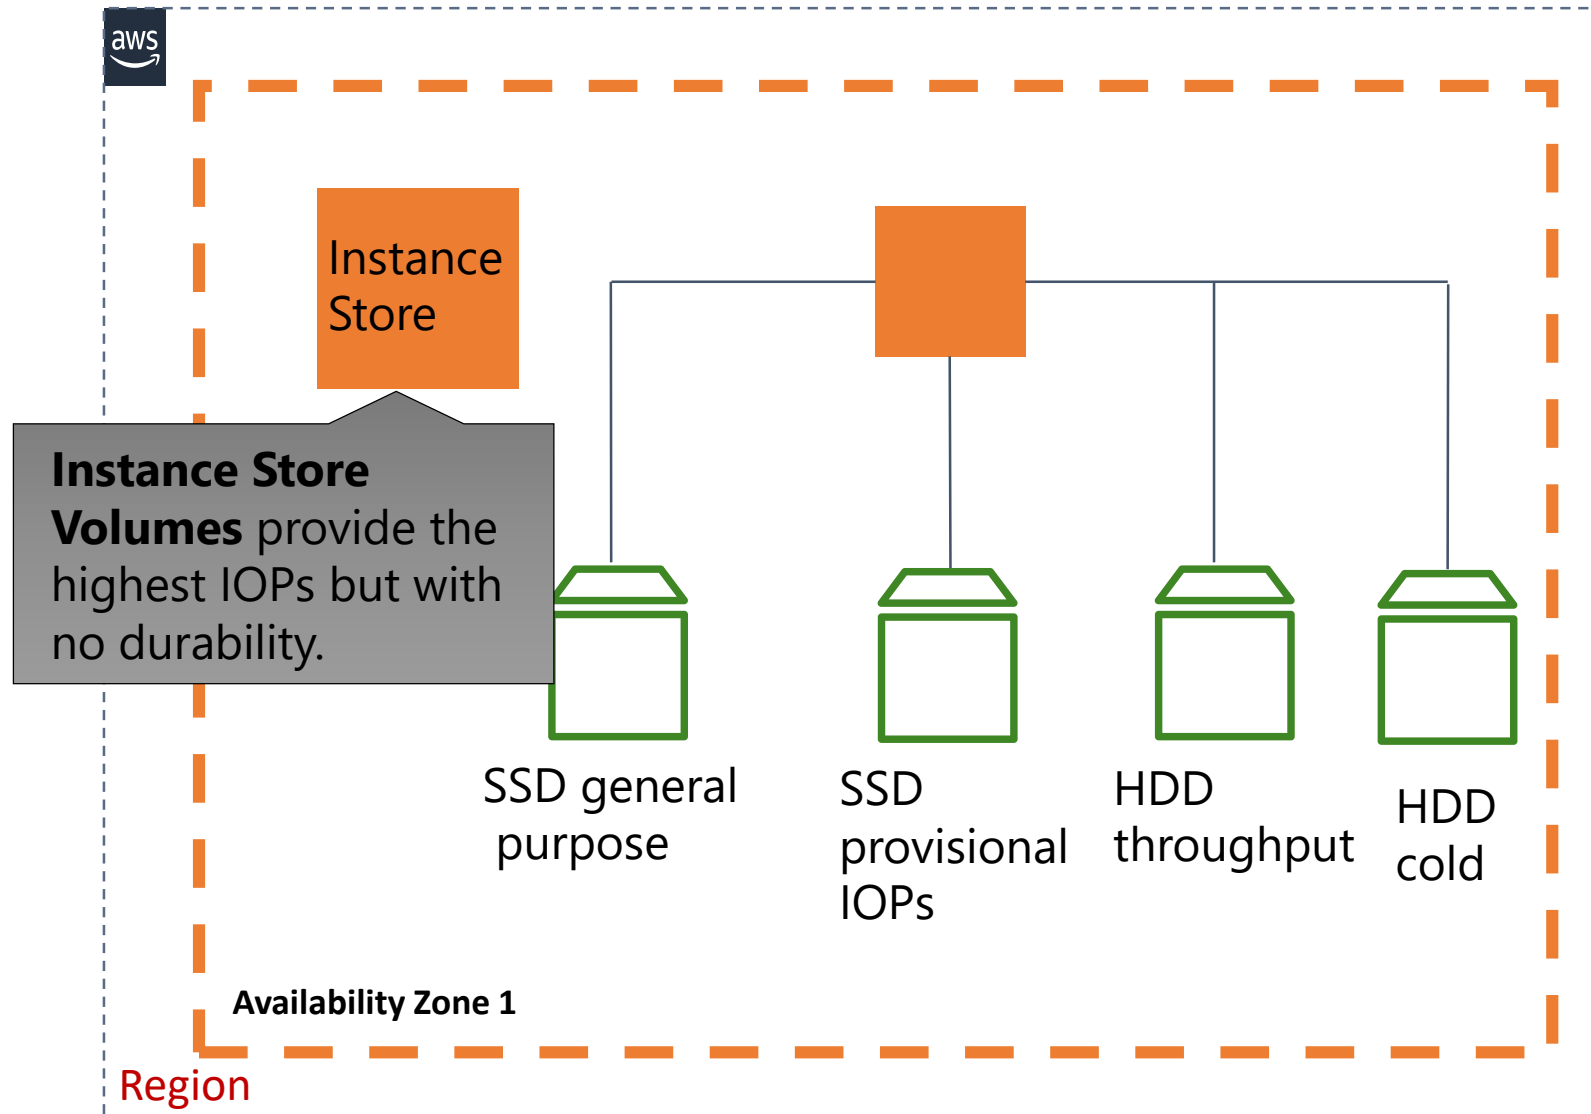 aws
Instance
Store
Instance Store
Volumes provide the
highest IOPs but with
no durability.
SSD general
purpose
SSD
provisional
IOPs
HDD
throughput
HDD
cold
Availability Zone 1
Region